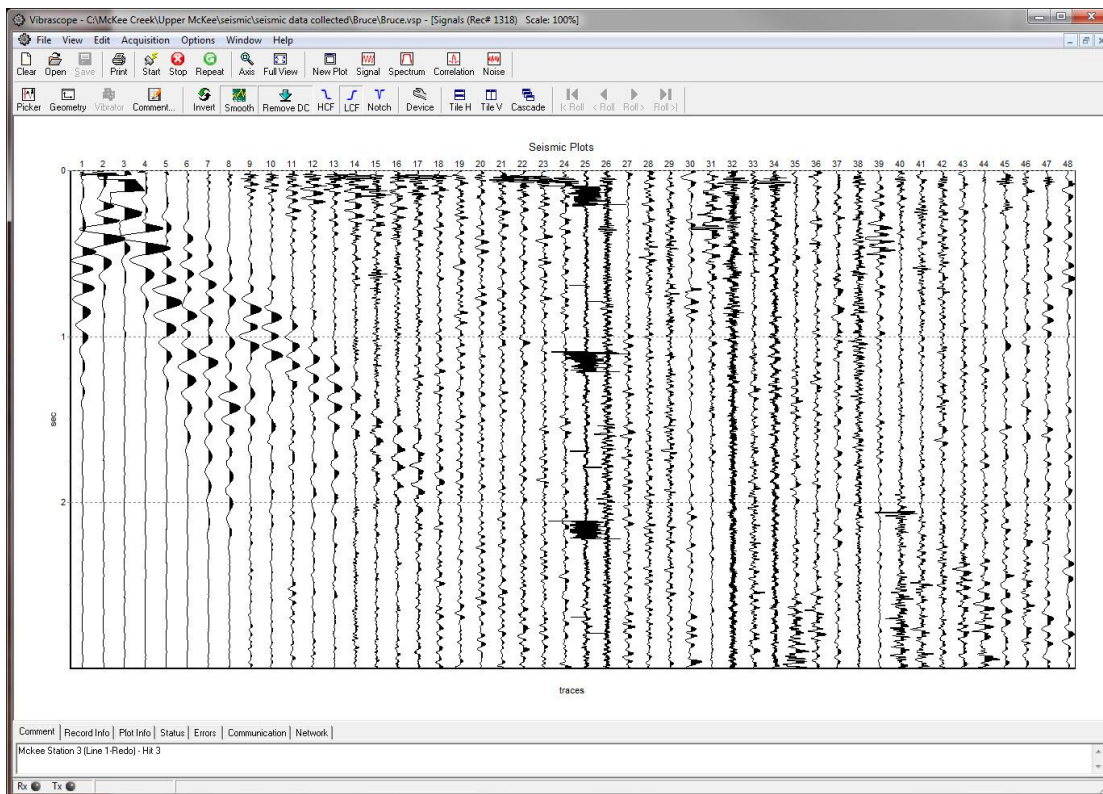 Vibrascope - C:\McKee Creek\Upper McKee\seismic\seismic data collected\Bruce\Bruce.vsp - [Signals (Rec# 1318) Scale: 100%]
File View Edit Acquisition Options Window Help
Clear Open Save Print Start Stop Repeat Axis Full View New Plot Signal Spectrum Correlation Noise
Picker Geometry Vibrator Comment... Invert Smooth Remove DC HCF LCF Notch Device Tile H Tile V Cascade |< Roll < Roll Roll > Roll >|
Seismic Plots
1 2 3 4 5 6 7 8 9 10 11 12 13 14 15 16 17 18 19 20 21 22 23 24 25 26 27 28 29 30 31 32 33 34 35 36 37 38 39 40 41 42 43 44 45 46 47 48
0
1
sec
2
traces
Comment Record Info Plot Info Status Errors Communication Network
Mckee Station 3 (Line 1-Redo) - Hit 3
Rx Tx